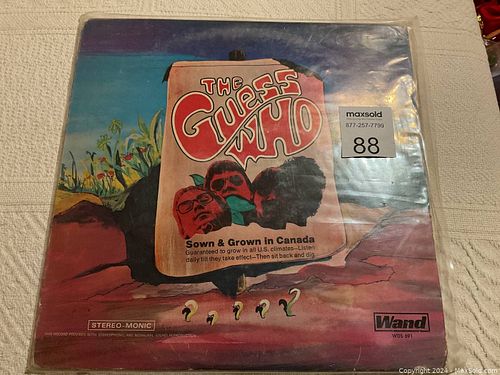 THE
GUESS
WHO
maxsold
877-257-7799
88
Sown & Grown in Canada
Guaranteed to grow in all U.S. climates—Listen
daily till they take effect—Then sit back and dig.
STEREO-MONIC
Wand
WDS 691
Copyright 2024 - MaxSold.com